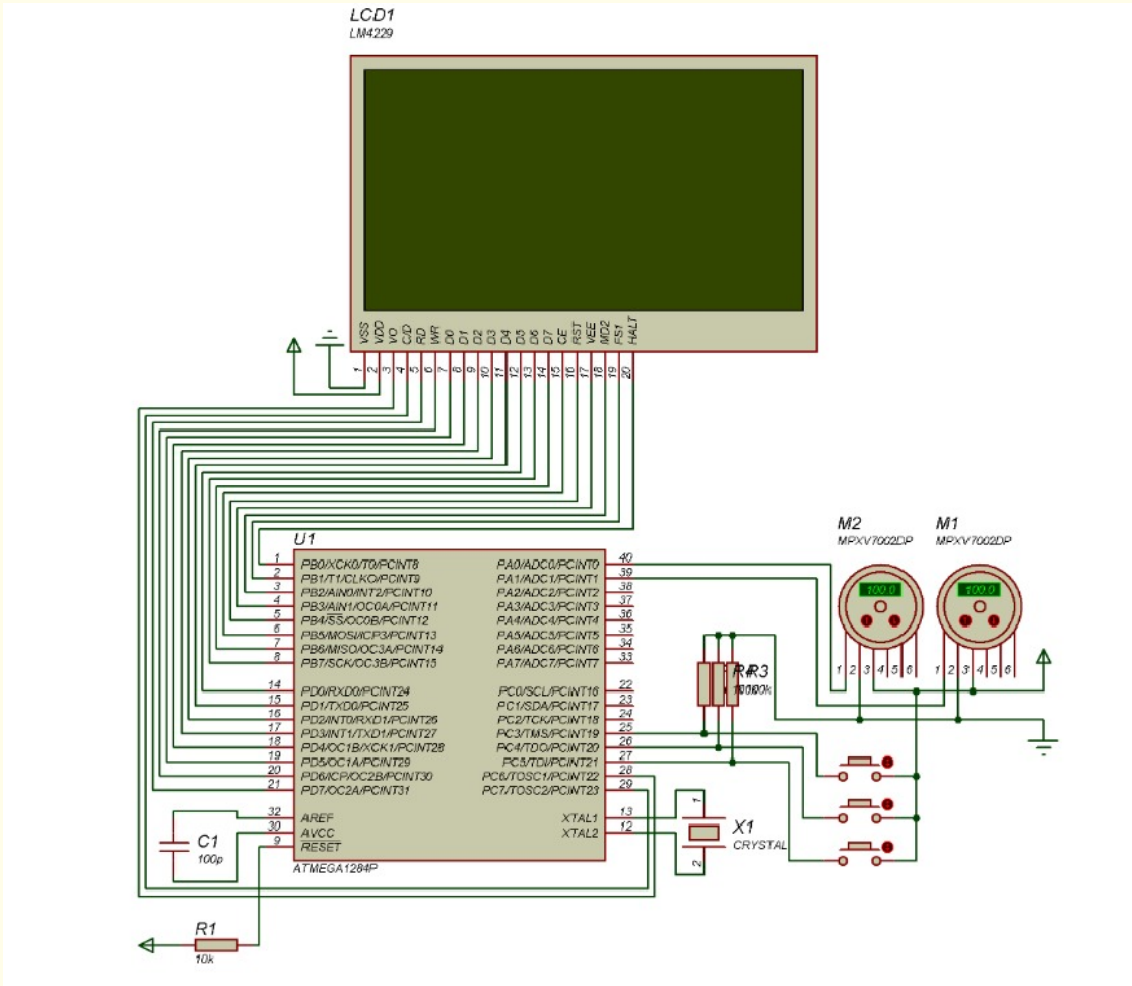 LCD1
LM4229
VSS
VDD
VO
C/D
RD
WR
D0
D1
D2
D3
D4
D5
D6
D7
CE
RST
VEE
MD2
FS1
HALT
1
2
3
4
5
6
7
8
9
10
11
12
13
14
15
16
17
18
19
20
U1
1 PB0/XCK0/T0/PCINT8
2 PB1/T1/CLKO/PCINT9
3 PB2/AIN0/INT2/PCINT10
4 PB3/AIN1/OC0A/PCINT11
5 PB4/SS/OC0B/PCINT12
6 PB5/MOSI/ICP3/PCINT13
7 PB6/MISO/OC3A/PCINT14
8 PB7/SCK/OC3B/PCINT15
14 PD0/RXD0/PCINT24
15 PD1/TXD0/PCINT25
16 PD2/INT0/RXD1/PCINT26
17 PD3/INT1/TXD1/PCINT27
18 PD4/OC1B/XCK1/PCINT28
19 PD5/OC1A/PCINT29
20 PD6/ICP/OC2B/PCINT30
21 PD7/OC2A/PCINT31
32 AREF
30 AVCC
9 RESET
PA0/ADC0/PCINT0 40
PA1/ADC1/PCINT1 39
PA2/ADC2/PCINT2 38
PA3/ADC3/PCINT3 37
PA4/ADC4/PCINT4 36
PA5/ADC5/PCINT5 35
PA6/ADC6/PCINT6 34
PA7/ADC7/PCINT7 33
PC0/SCL/PCINT16 22
PC1/SDA/PCINT17 23
PC2/TCK/PCINT18 24
PC3/TMS/PCINT19 25
PC4/TDO/PCINT20 26
PC5/TDI/PCINT21 27
PC6/TOSC1/PCINT22 28
PC7/TOSC2/PCINT23 29
XTAL1 13
XTAL2 12
ATMEGA1284P
C1
100p
R1
10k
R3
1
X1
CRYSTAL
2
M2
MPXV7002DP
100.0
1 2 3 4 5 6
M1
MPXV7002DP
100.0
1 2 3 4 5 6